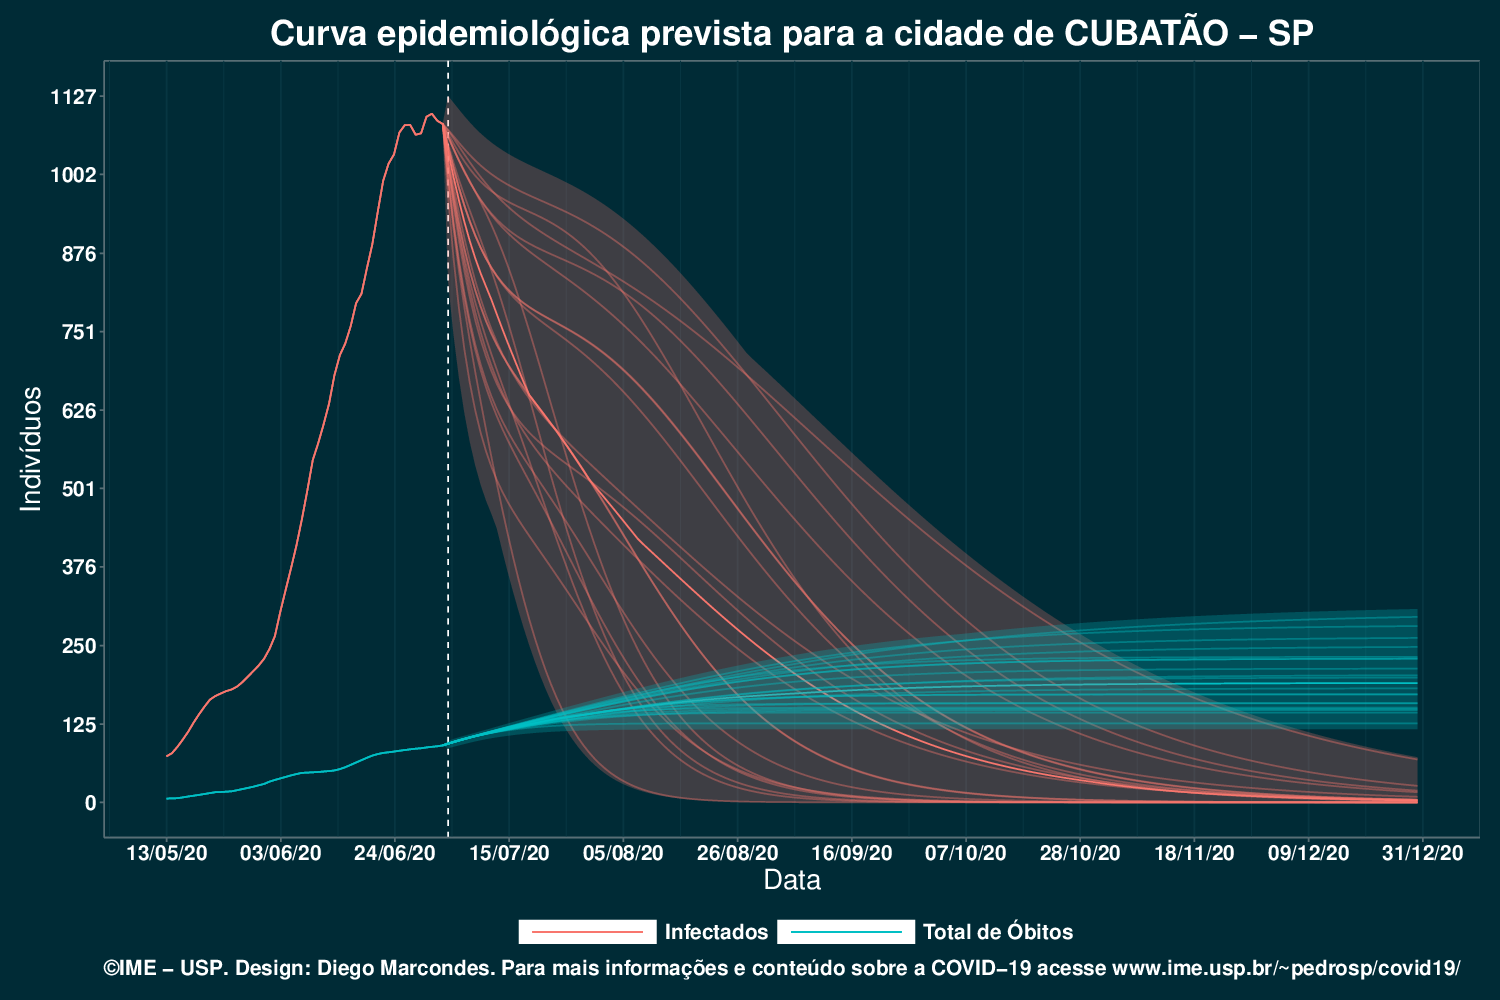 Curva epidemiológica prevista para a cidade de CUBATÃO – SP
1127
1002
876
751
626
501
376
250
125
0
Indivíduos
13/05/20 03/06/20 24/06/20 15/07/20 05/08/20 26/08/20 16/09/20 07/10/20 28/10/20 18/11/20 09/12/20 31/12/20
Data
Infectados Total de Óbitos
©IME – USP. Design: Diego Marcondes. Para mais informações e conteúdo sobre a COVID–19 acesse www.ime.usp.br/~pedrosp/covid19/